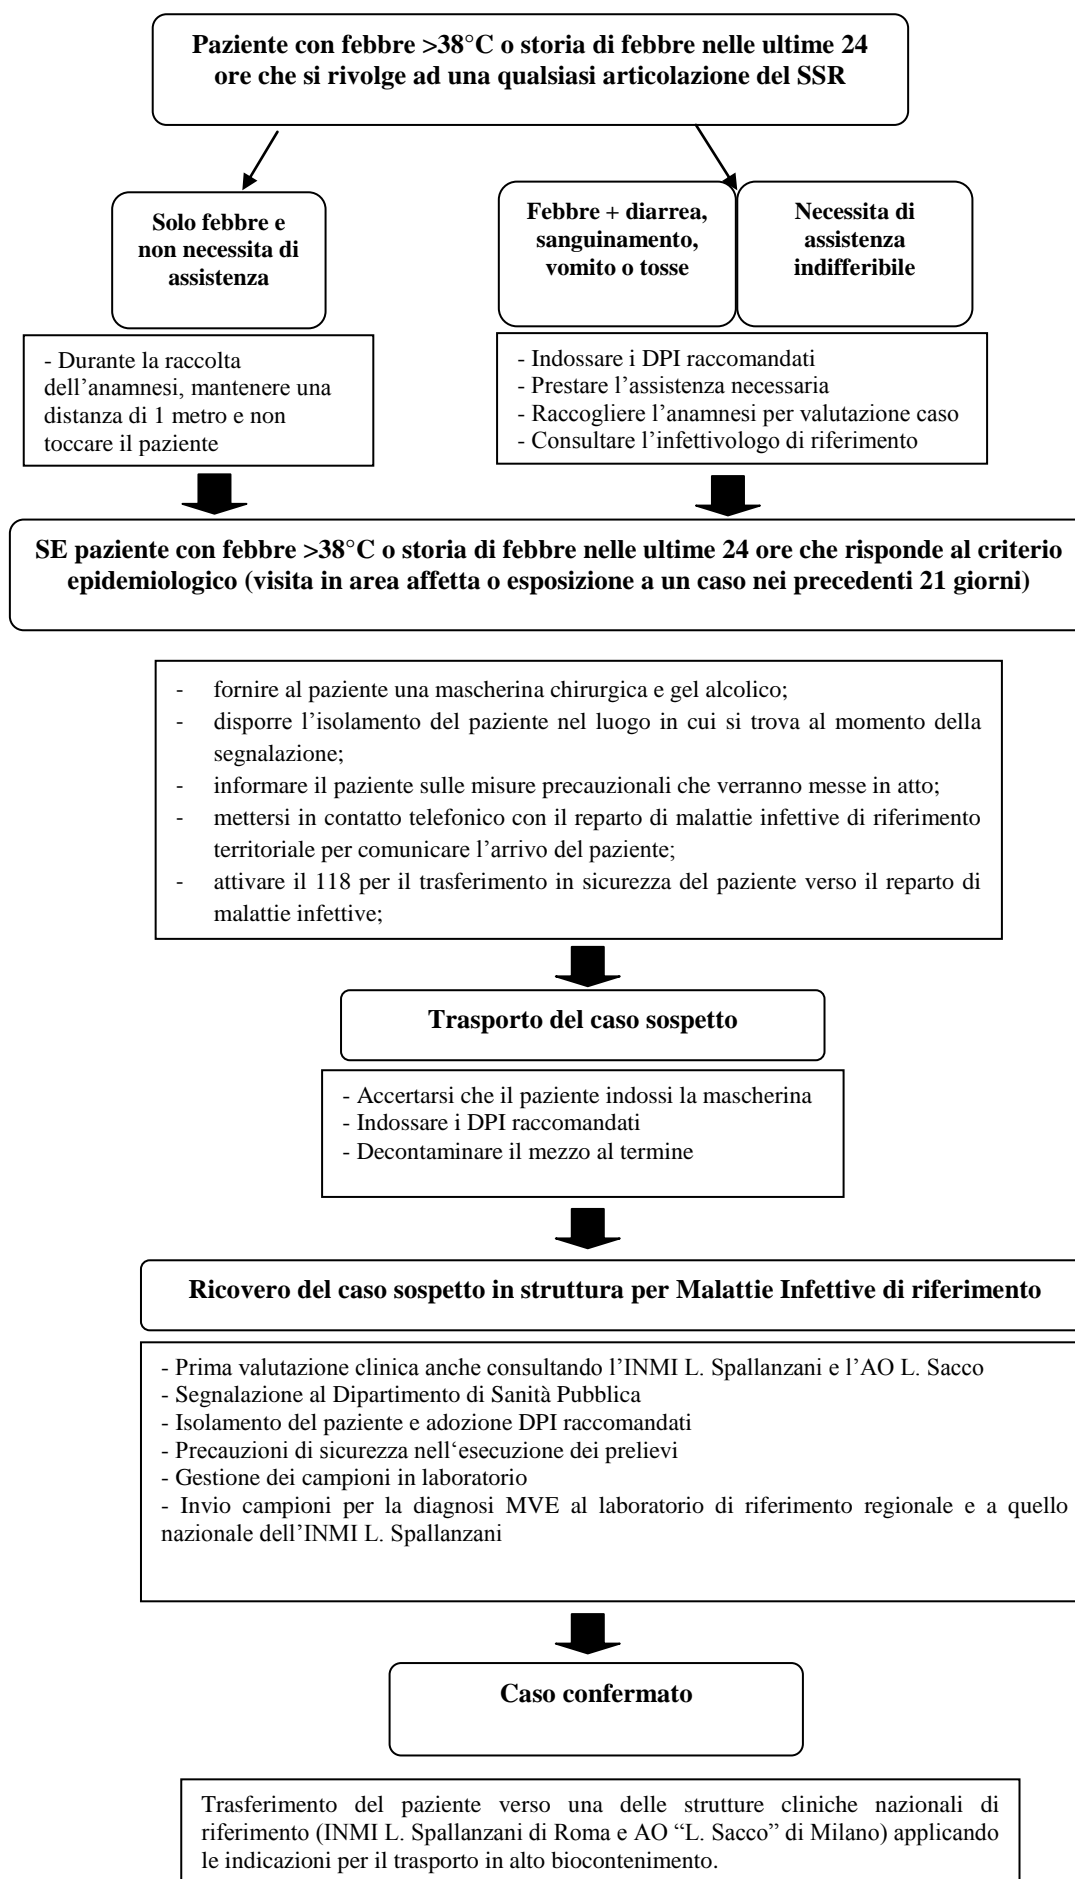 Paziente con febbre >38°C o storia di febbre nelle ultime 24
ore che si rivolge ad una qualsiasi articolazione del SSR
Solo febbre e
non necessita di
assistenza
Febbre + diarrea,
sanguinamento,
vomito o tosse
Necessita di
assistenza
indifferibile
- Durante la raccolta
dell’anamnesi, mantenere una
distanza di 1 metro e non
toccare il paziente
- Indossare i DPI raccomandati
- Prestare l’assistenza necessaria
- Raccogliere l’anamnesi per valutazione caso
- Consultare l’infettivologo di riferimento
SE paziente con febbre >38°C o storia di febbre nelle ultime 24 ore che risponde al criterio
epidemiologico (visita in area affetta o esposizione a un caso nei precedenti 21 giorni)
- fornire al paziente una mascherina chirurgica e gel alcolico;
- disporre l’isolamento del paziente nel luogo in cui si trova al momento della
segnalazione;
- informare il paziente sulle misure precauzionali che verranno messe in atto;
- mettersi in contatto telefonico con il reparto di malattie infettive di riferimento
territoriale per comunicare l’arrivo del paziente;
- attivare il 118 per il trasferimento in sicurezza del paziente verso il reparto di
malattie infettive;
Trasporto del caso sospetto
- Accertarsi che il paziente indossi la mascherina
- Indossare i DPI raccomandati
- Decontaminare il mezzo al termine
Ricovero del caso sospetto in struttura per Malattie Infettive di riferimento
- Prima valutazione clinica anche consultando l’INMI L. Spallanzani e l’AO L. Sacco
- Segnalazione al Dipartimento di Sanità Pubblica
- Isolamento del paziente e adozione DPI raccomandati
- Precauzioni di sicurezza nell‘esecuzione dei prelievi
- Gestione dei campioni in laboratorio
- Invio campioni per la diagnosi MVE al laboratorio di riferimento regionale e a quello
nazionale dell’INMI L. Spallanzani
Caso confermato
Trasferimento del paziente verso una delle strutture cliniche nazionali di
riferimento (INMI L. Spallanzani di Roma e AO “L. Sacco” di Milano) applicando
le indicazioni per il trasporto in alto biocontenimento.